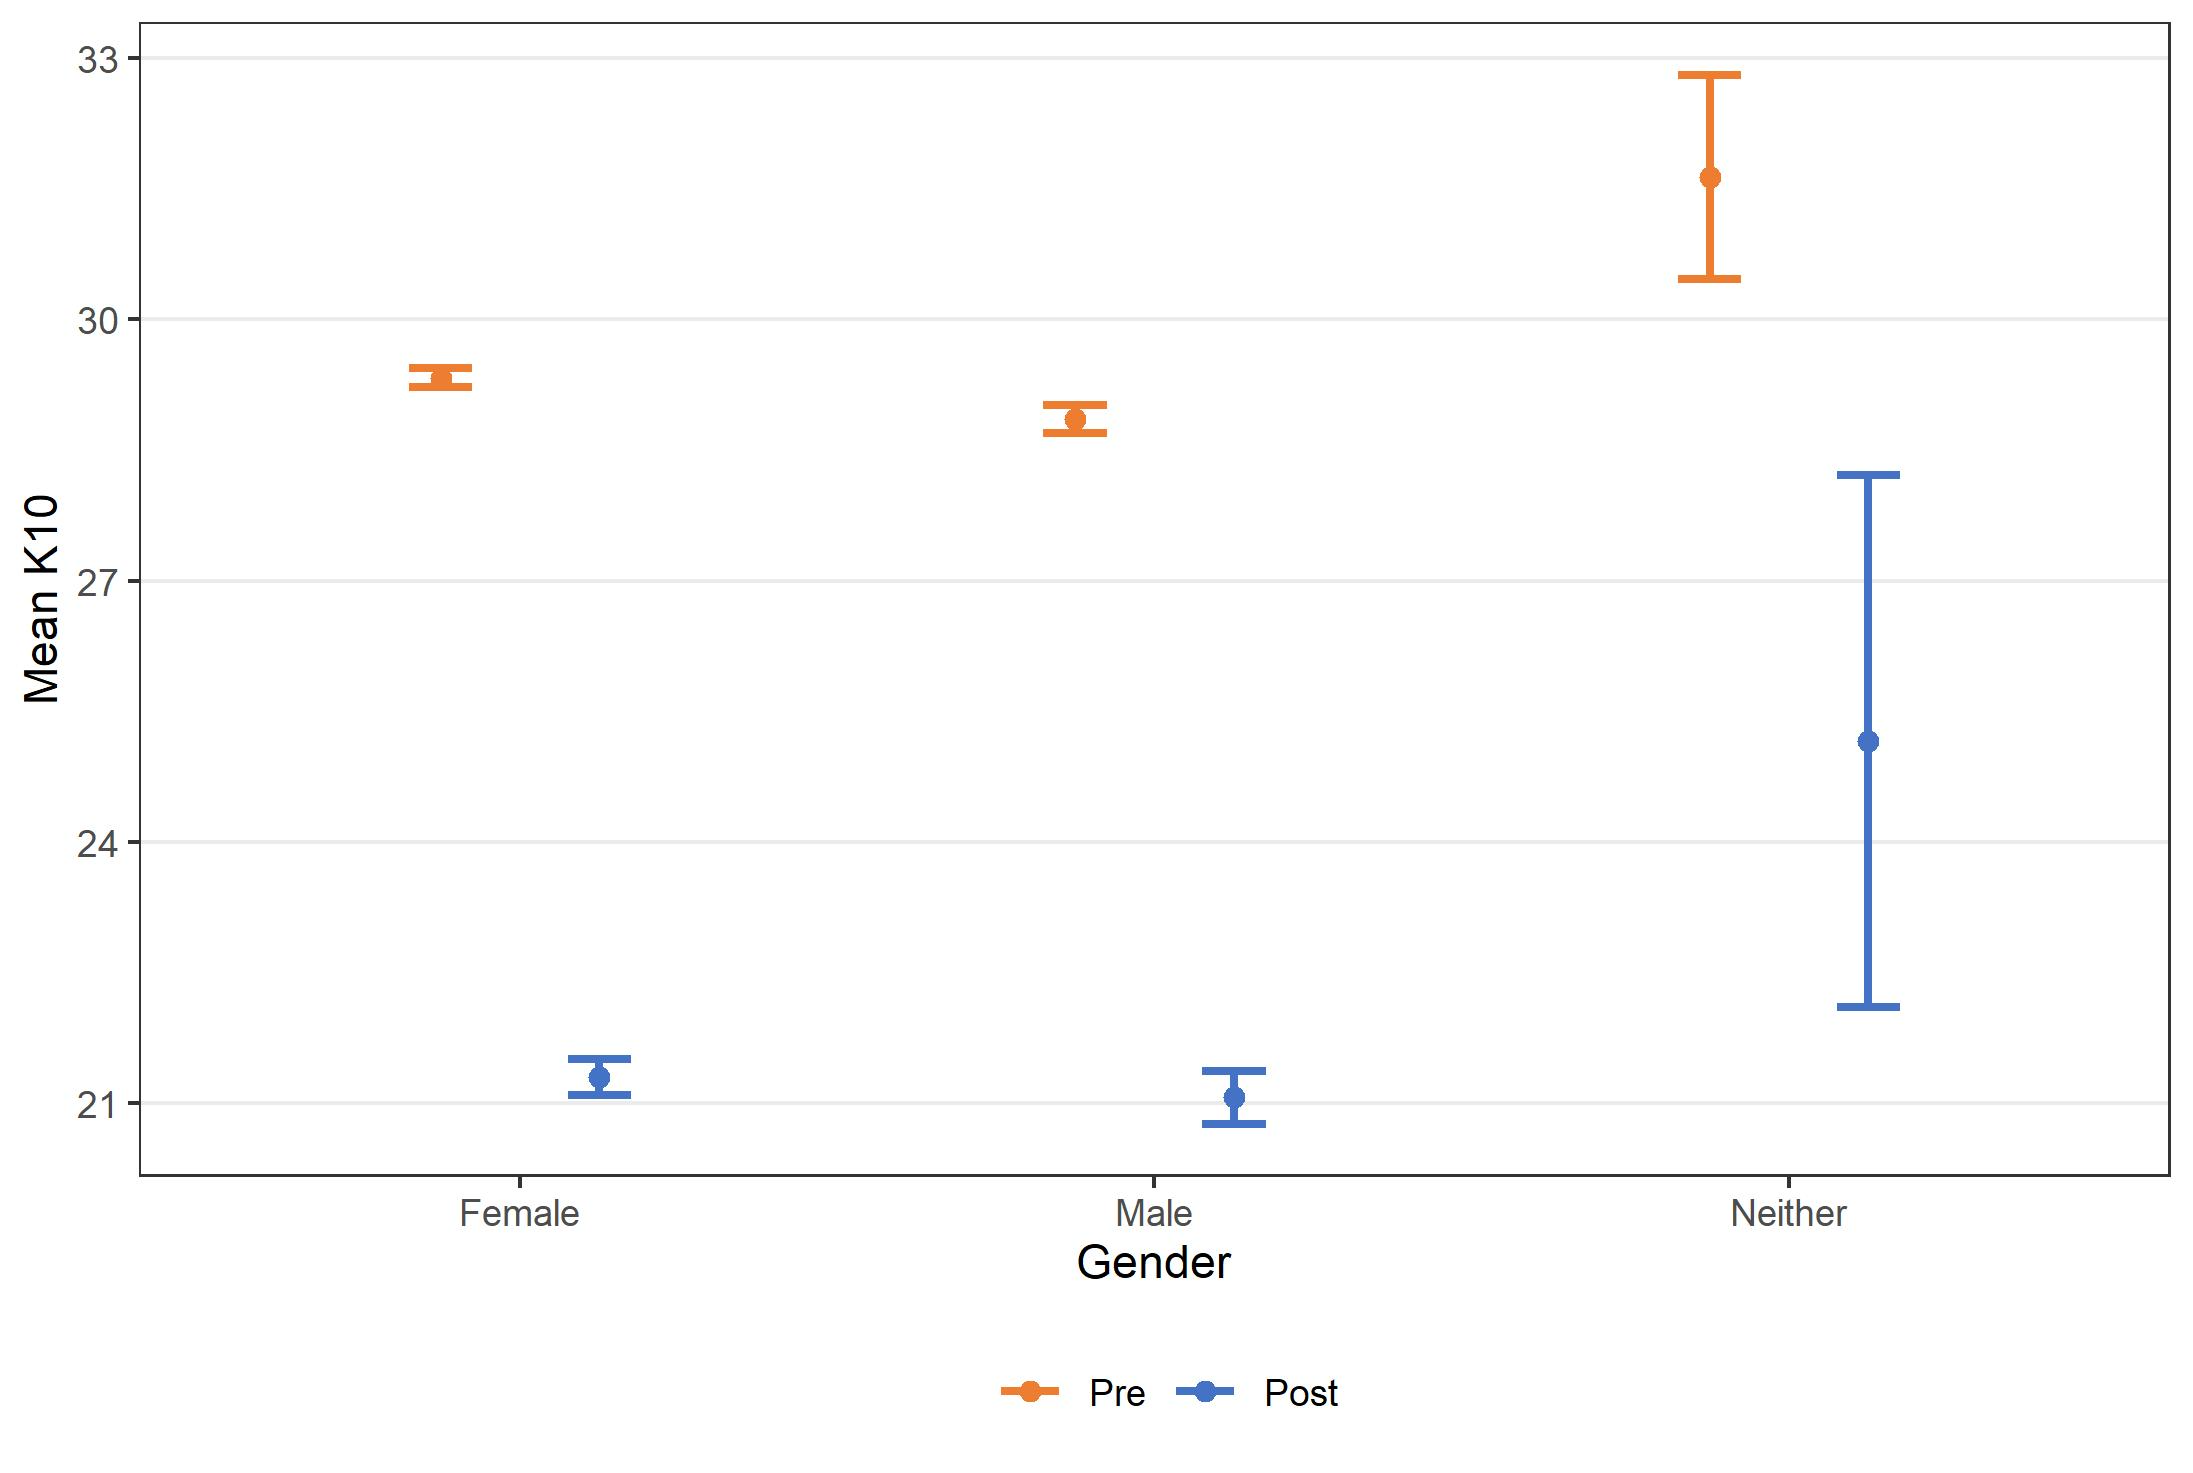 Mean K10
33
30
27
24
21
Female Male Neither
Gender
Pre Post